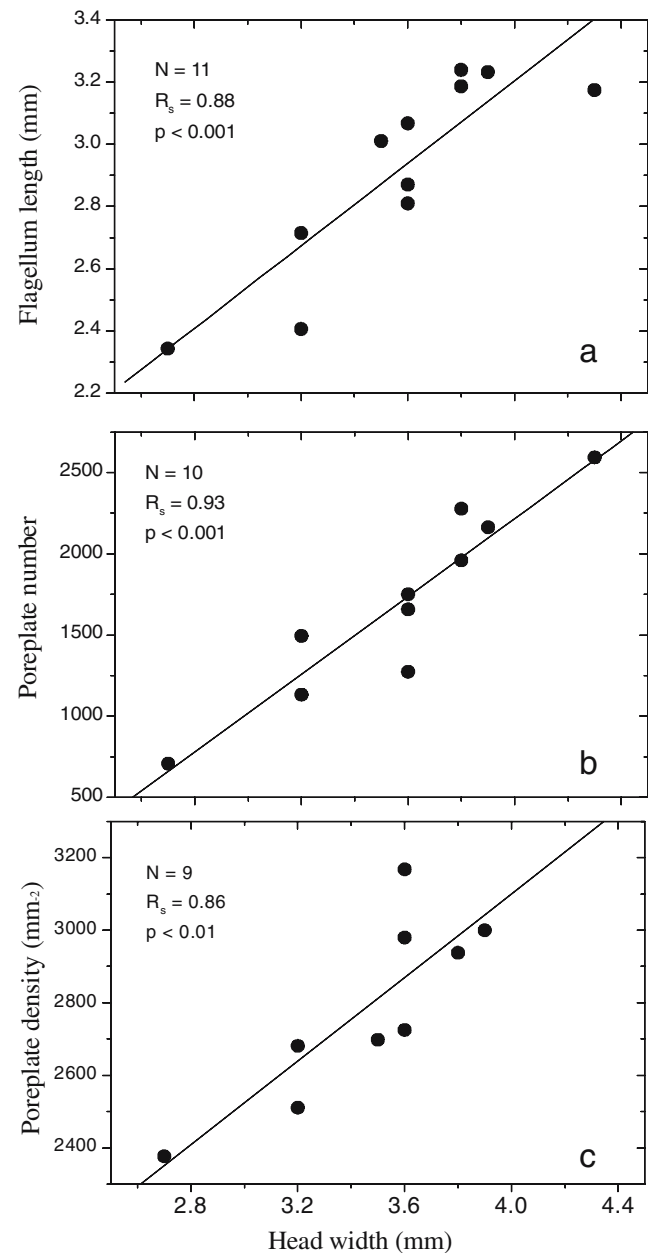 3.4
3.2
3.0
2.8
2.6
2.4
2.2
Flagellum length (mm)
N = 11
Rs = 0.88
p < 0.001
a
2500
2000
1500
1000
500
Poreplate number
N = 10
Rs = 0.93
p < 0.001
b
3200
3000
2800
2600
2400
Poreplate density (mm-2)
N = 9
Rs = 0.86
p < 0.01
c
2.8 3.2 3.6 4.0 4.4
Head width (mm)